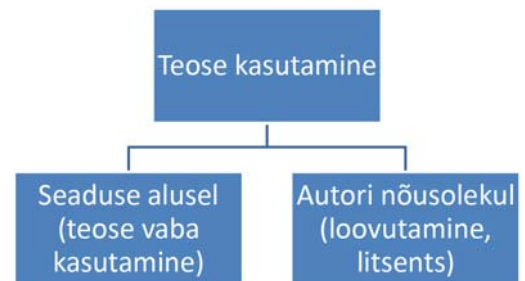 Teose kasutamine
Seaduse alusel
(teose vaba
kasutamine)
Autori nõusolekul
(loovutamine,
litsents)